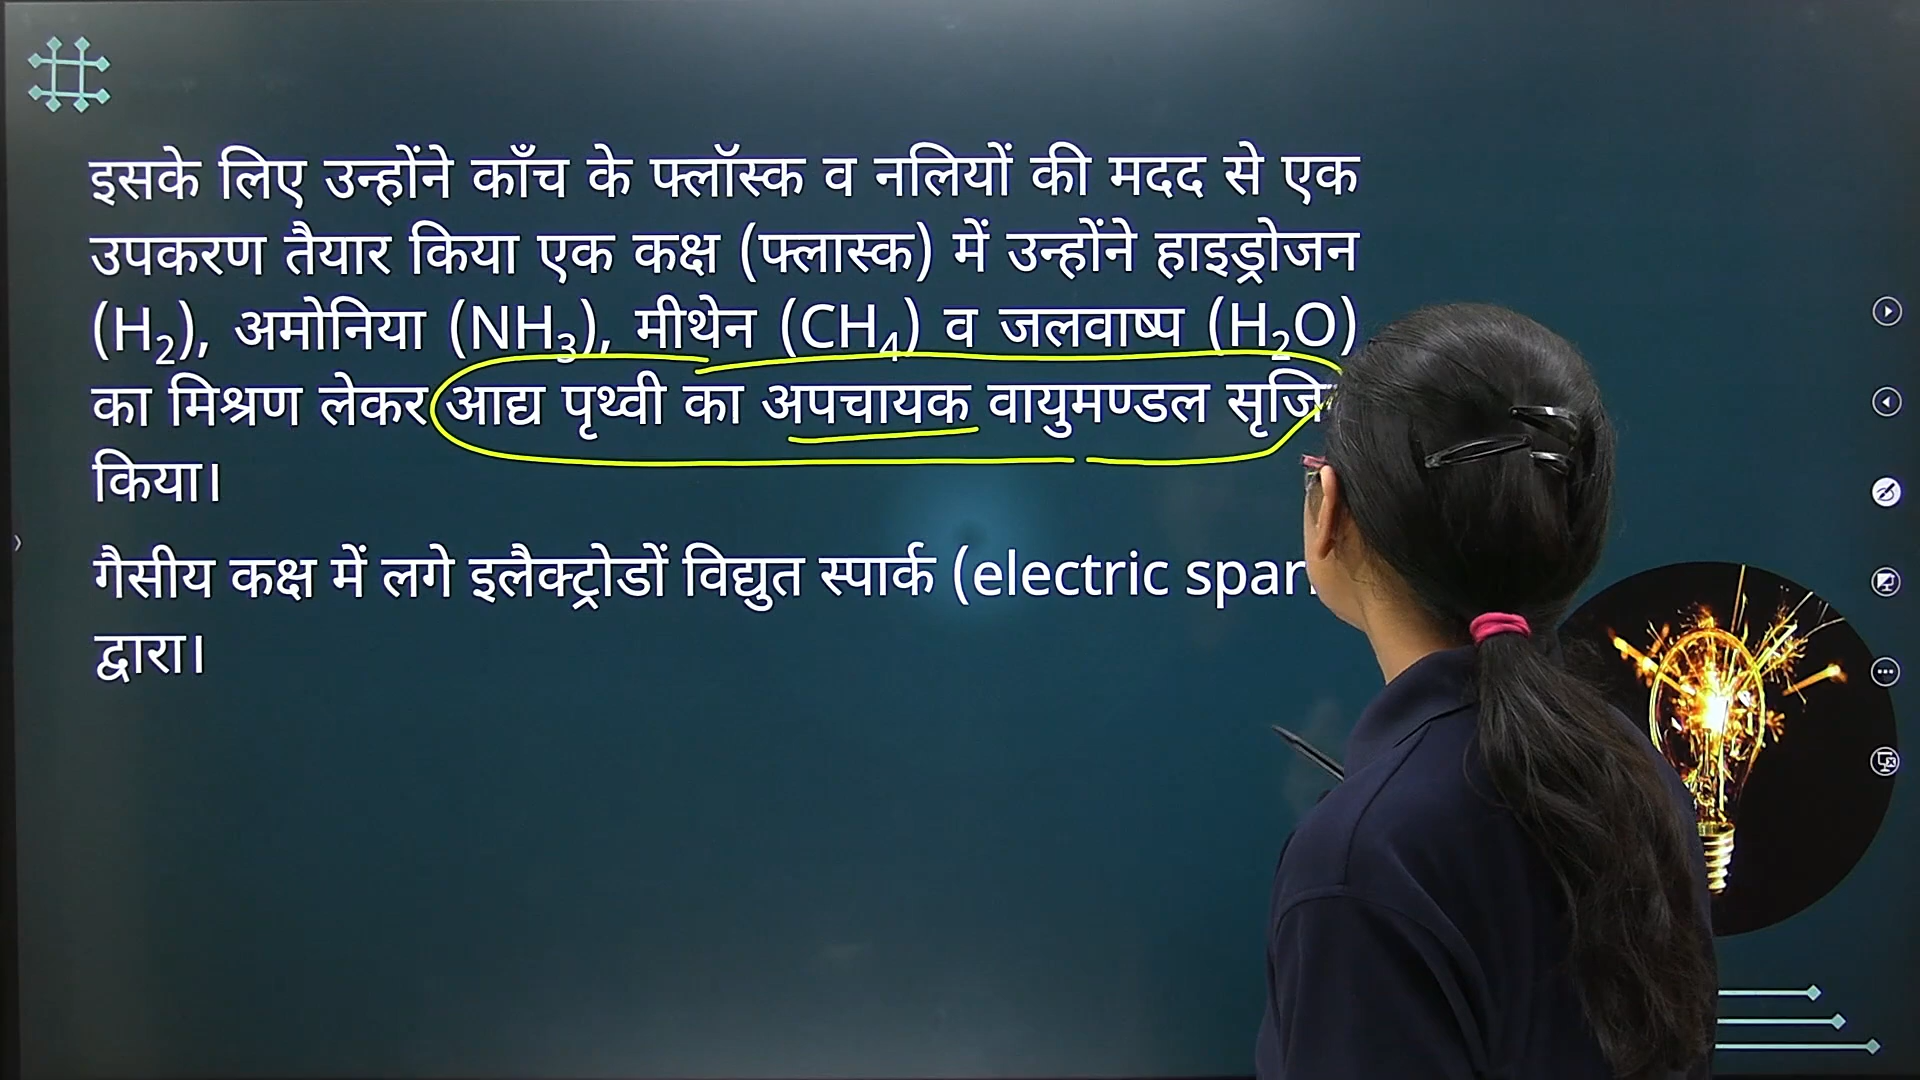 इसके लिए उन्होंने काँच के फ्लॉस्क व नलियों की मदद से एक
उपकरण तैयार किया एक कक्ष (फ्लास्क) में उन्होंने हाइड्रोजन
(H₂), अमोनिया (NH₃), मीथेन (CH₄) व जलवाष्प (H₂O)
का मिश्रण लेकर आद्य पृथ्वी का अपचायक वायुमण्डल
किया।
गैसीय कक्ष में लगे इलैक्ट्रोडों विद्युत स्पार्क (electric
द्वारा।